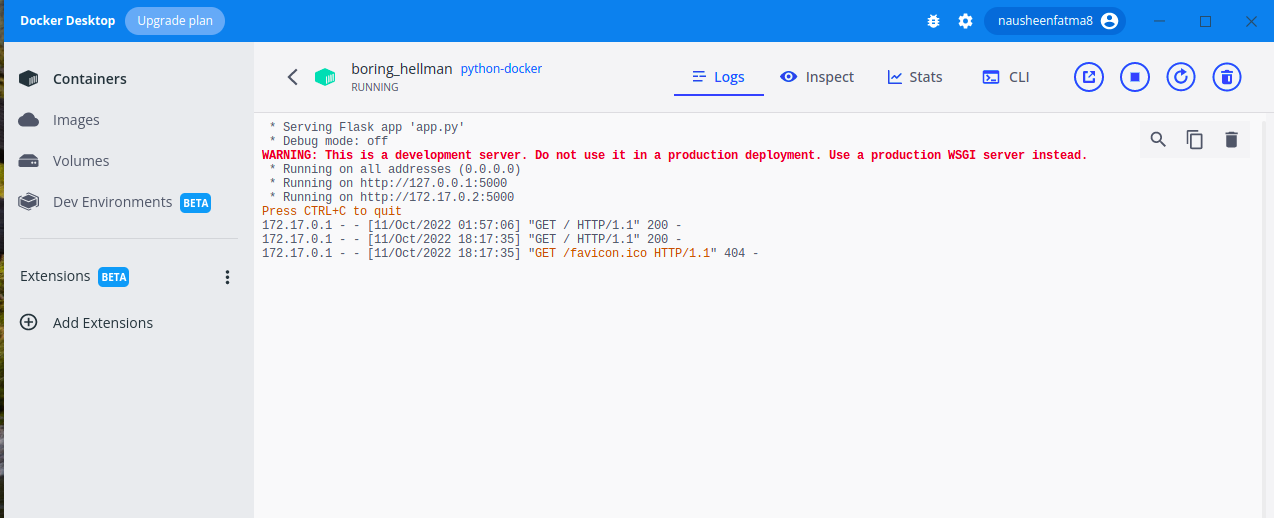 Docker Desktop Upgrade plan nausheenfatma8
Containers
Images
Volumes
Dev Environments BETA
Extensions BETA
Add Extensions
boring_hellman python-docker
RUNNING
Logs Inspect Stats CLI
* Serving Flask app 'app.py'
* Debug mode: off
WARNING: This is a development server. Do not use it in a production deployment. Use a production WSGI server instead.
* Running on all addresses (0.0.0.0)
* Running on http://127.0.0.1:5000
* Running on http://172.17.0.2:5000
Press CTRL+C to quit
172.17.0.1 - - [11/Oct/2022 01:57:06] "GET / HTTP/1.1" 200 -
172.17.0.1 - - [11/Oct/2022 18:17:35] "GET / HTTP/1.1" 200 -
172.17.0.1 - - [11/Oct/2022 18:17:35] "GET /favicon.ico HTTP/1.1" 404 -